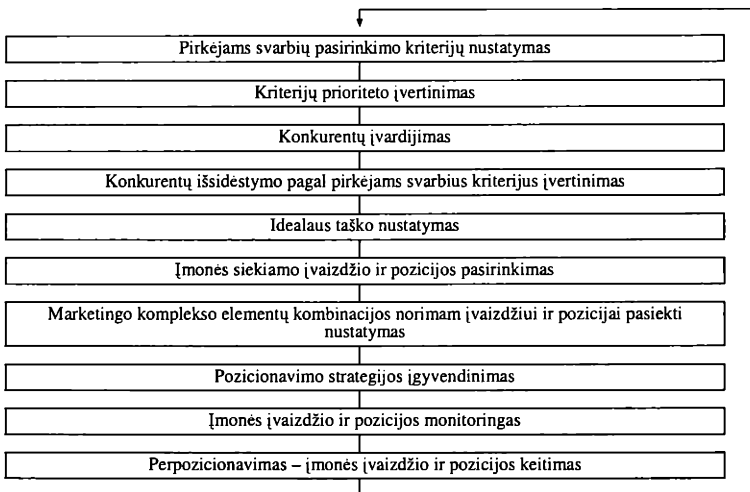 Pirkėjams svarbių pasirinkimo kriterijų nustatymas
Kriterijų prioriteto įvertinimas
Konkurentų įvardijimas
Konkurentų išsidėstymo pagal pirkėjams svarbius kriterijus įvertinimas
Idealaus taško nustatymas
Įmonės siekiamo įvaizdžio ir pozicijos pasirinkimas
Marketingo komplekso elementų kombinacijos norimam įvaizdžiui ir pozicijai pasiekti
nustatymas
Pozicionavimo strategijos įgyvendinimas
Įmonės įvaizdžio ir pozicijos monitoringas
Perpozicionavimas – įmonės įvaizdžio ir pozicijos keitimas